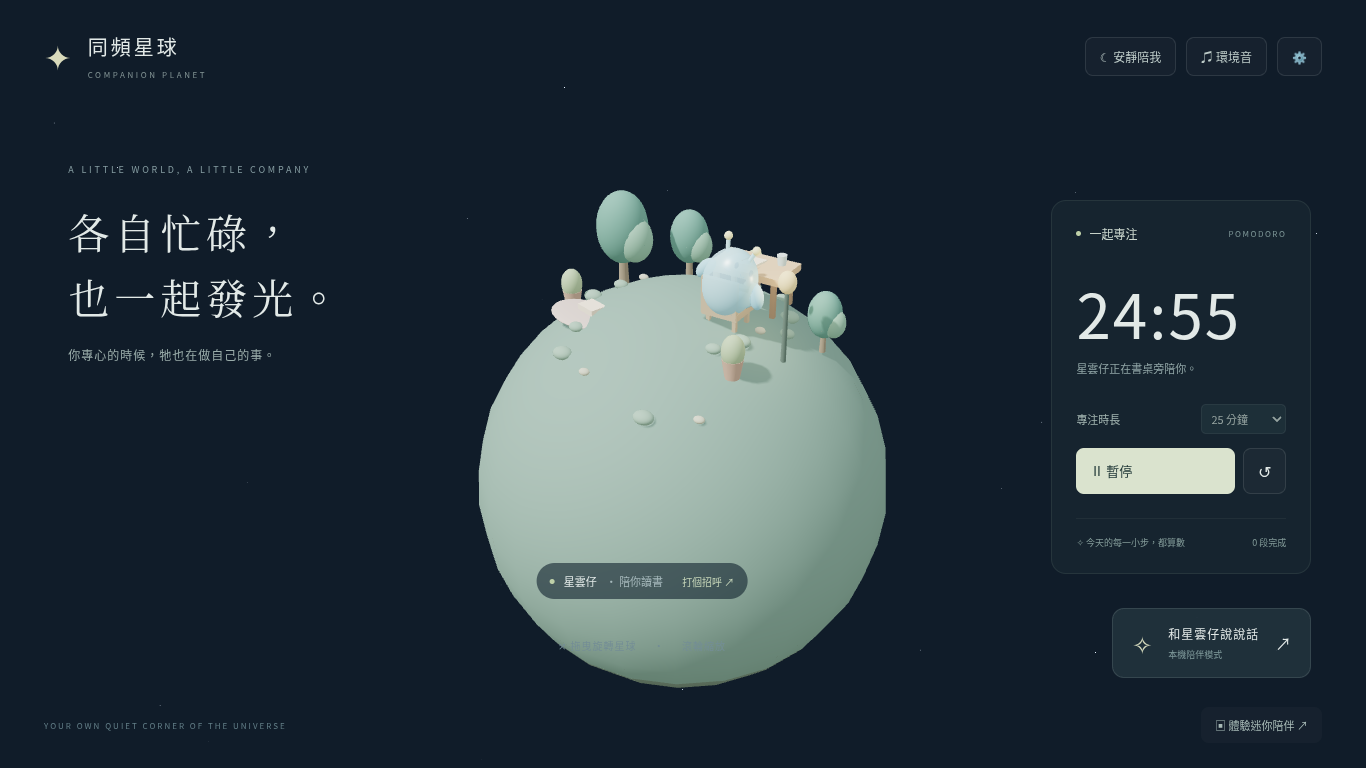 同頻星球
COMPANION PLANET
☾ 安靜陪我
♫ 環境音
A LITTLE WORLD, A LITTLE COMPANY
各自忙碌，
也一起發光。
你專心的時候，牠也在做自己的事。
一起專注
POMODORO
24:55
星雲仔正在書桌旁陪你。
專注時長
25 分鐘
暫停
↺
✧ 今天的每一小步，都算數
0 段完成
星雲仔 · 陪你讀書 打個招呼 ↗
和星雲仔說說話 ↗
本機陪伴模式
YOUR OWN QUIET CORNER OF THE UNIVERSE
體驗迷你陪伴 ↗